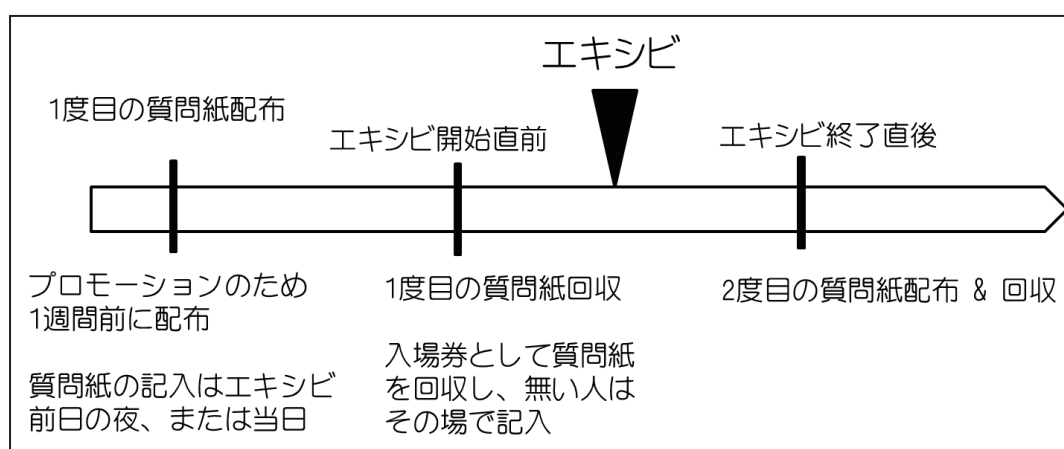 エキシビ
1度目の質問紙配布
エキシビ開始直前
エキシビ終了直後
プロモーションのため
1週間前に配布
質問紙の記入はエキシビ
前日の夜、または当日
1度目の質問紙回収
入場券として質問紙
を回収し、無い人は
その場で記入
2度目の質問紙配布 & 回収